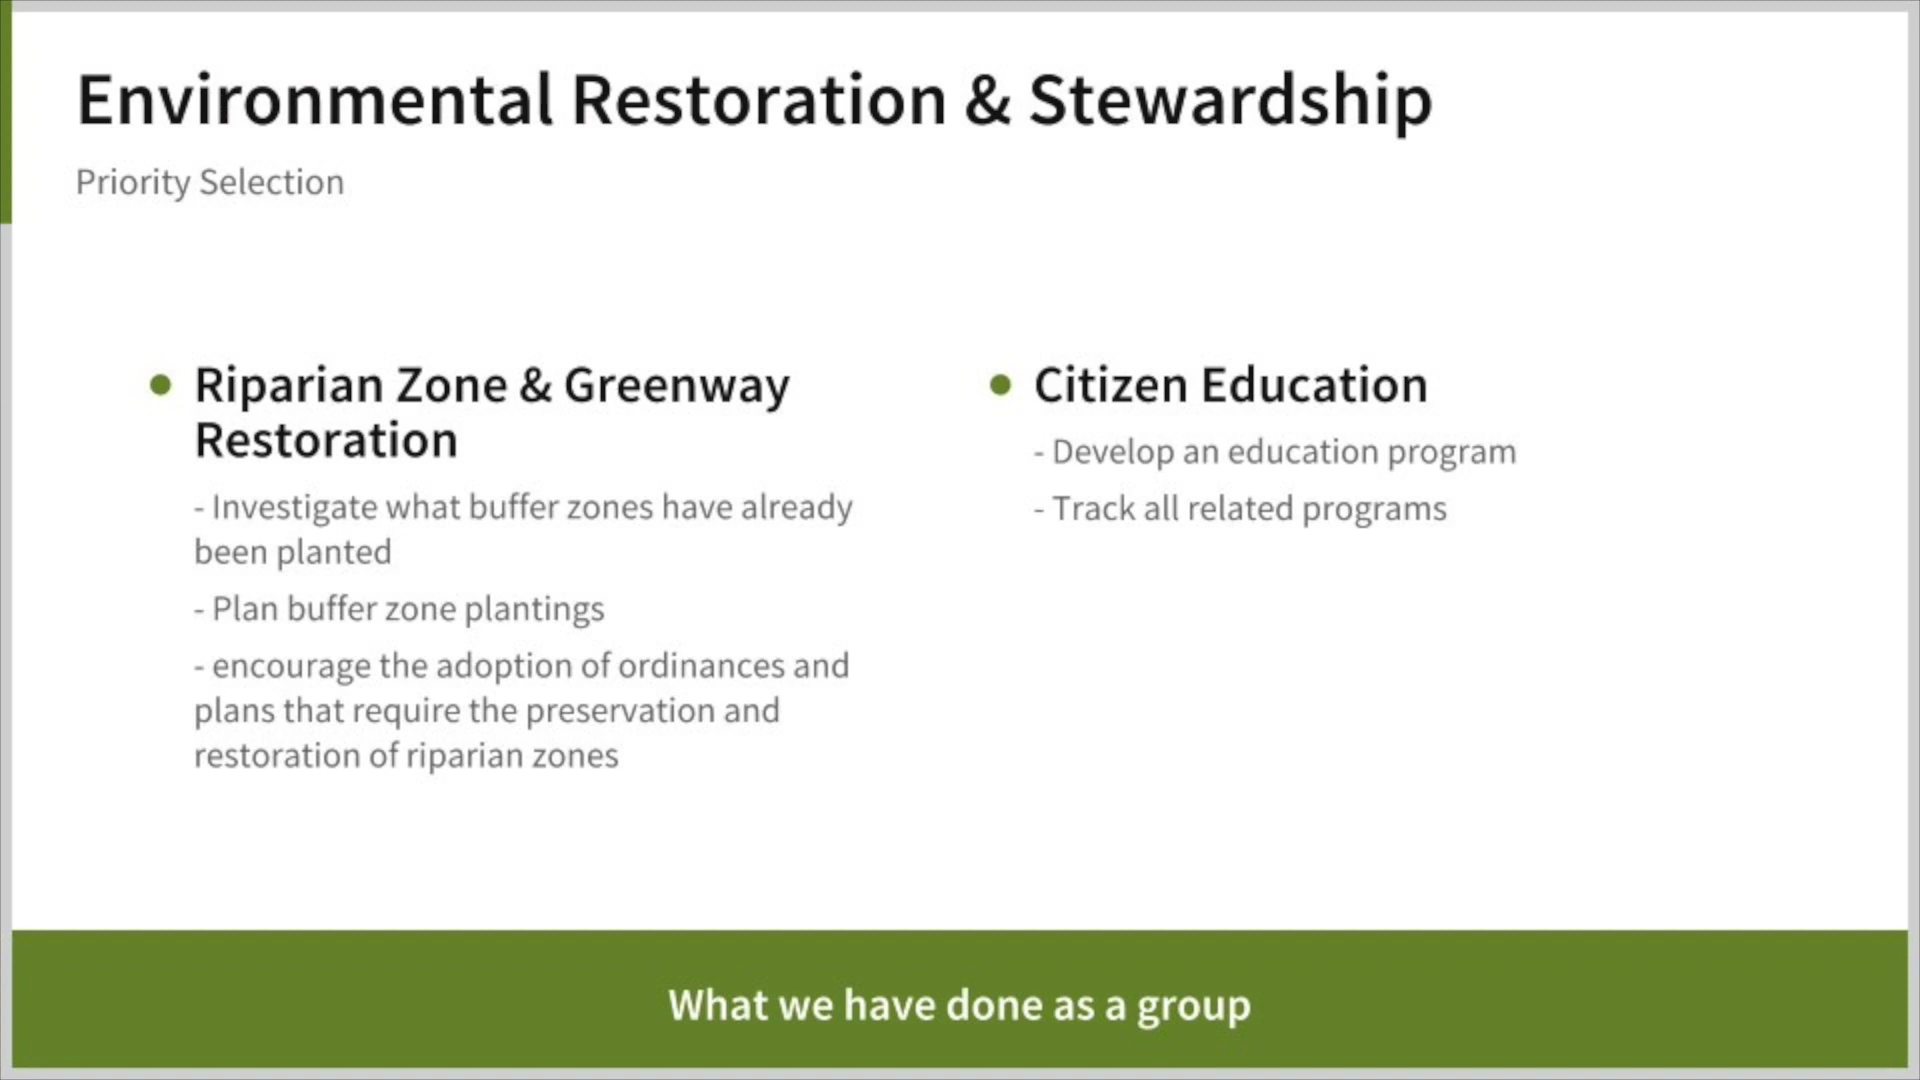 Environmental Restoration & Stewardship
Priority Selection
Riparian Zone & Greenway
Restoration
- Investigate what buffer zones have already
been planted
- Plan buffer zone plantings
- encourage the adoption of ordinances and
plans that require the preservation and
restoration of riparian zones
Citizen Education
- Develop an education program
- Track all related programs
What we have done as a group